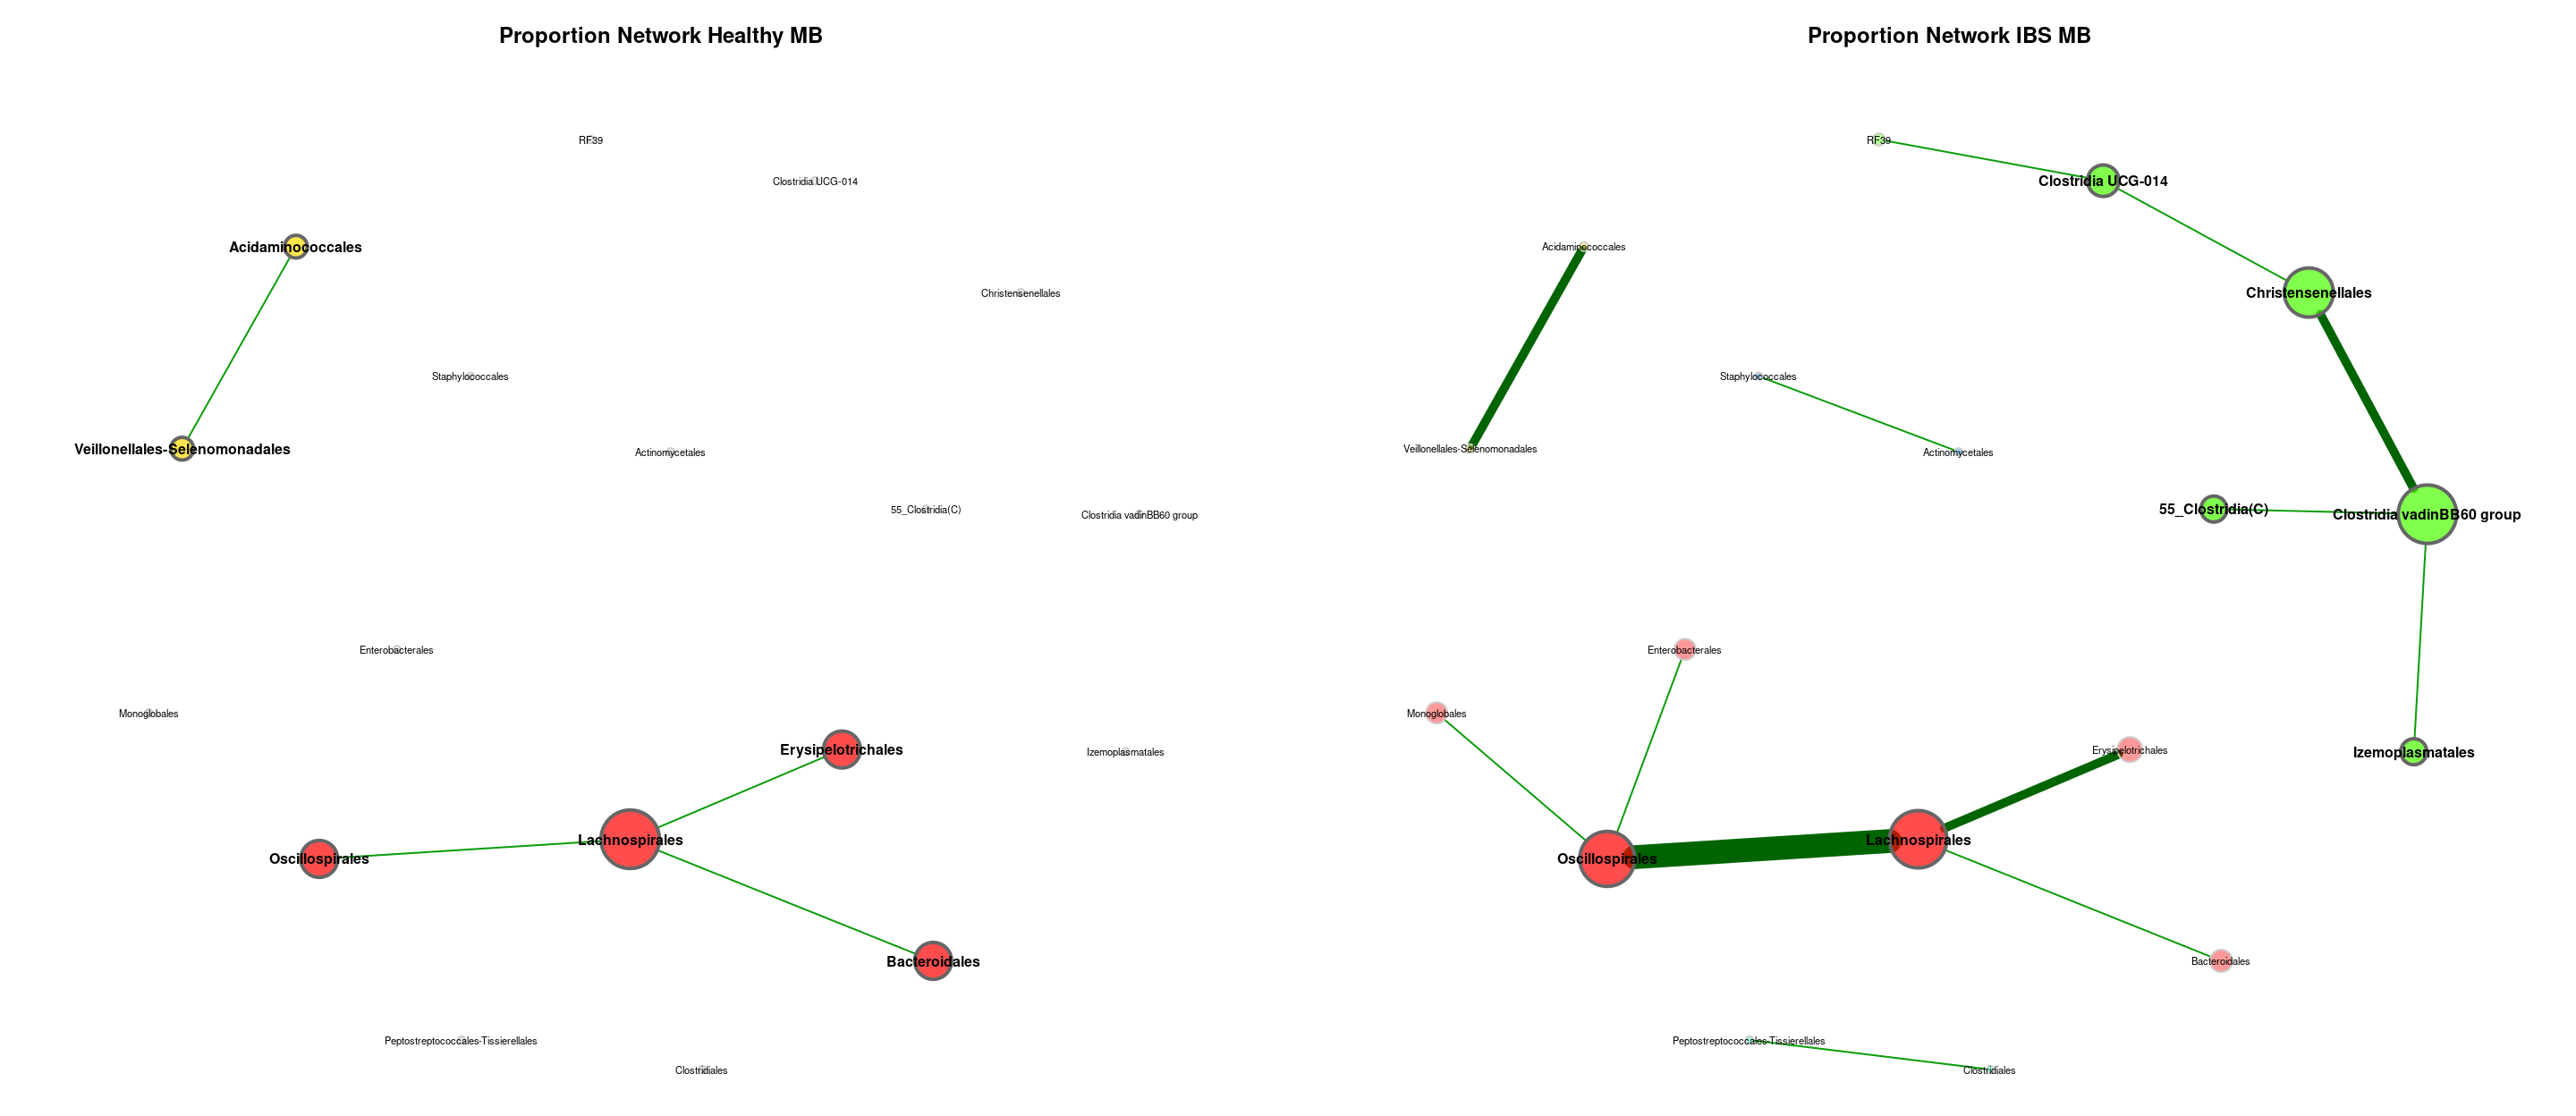 Proportion Network Healthy MB
RF39
Clostridia UCG-014
Acidaminococcales
Christensenellales
Staphylococcales
Veillonellales-Selenomonadales
Actinomycetales
55_Clostridia(C)
Clostridia vadinBB60 group
Enterobacterales
Monoglobales
Erysipelotrichales
Izemoplasmatales
Lachnospirales
Oscillospirales
Bacteroidales
Peptostreptococcales-Tissierellales
Clostridiales
Proportion Network IBS MB
RF39
Clostridia UCG-014
Acidaminococcales
Christensenellales
Staphylococcales
Veillonellales-Selenomonadales
Actinomycetales
55_Clostridia(C)
Clostridia vadinBB60 group
Enterobacterales
Monoglobales
Erysipelotrichales
Izemoplasmatales
Lachnospirales
Oscillospirales
Bacteroidales
Peptostreptococcales-Tissierellales
Clostridiales